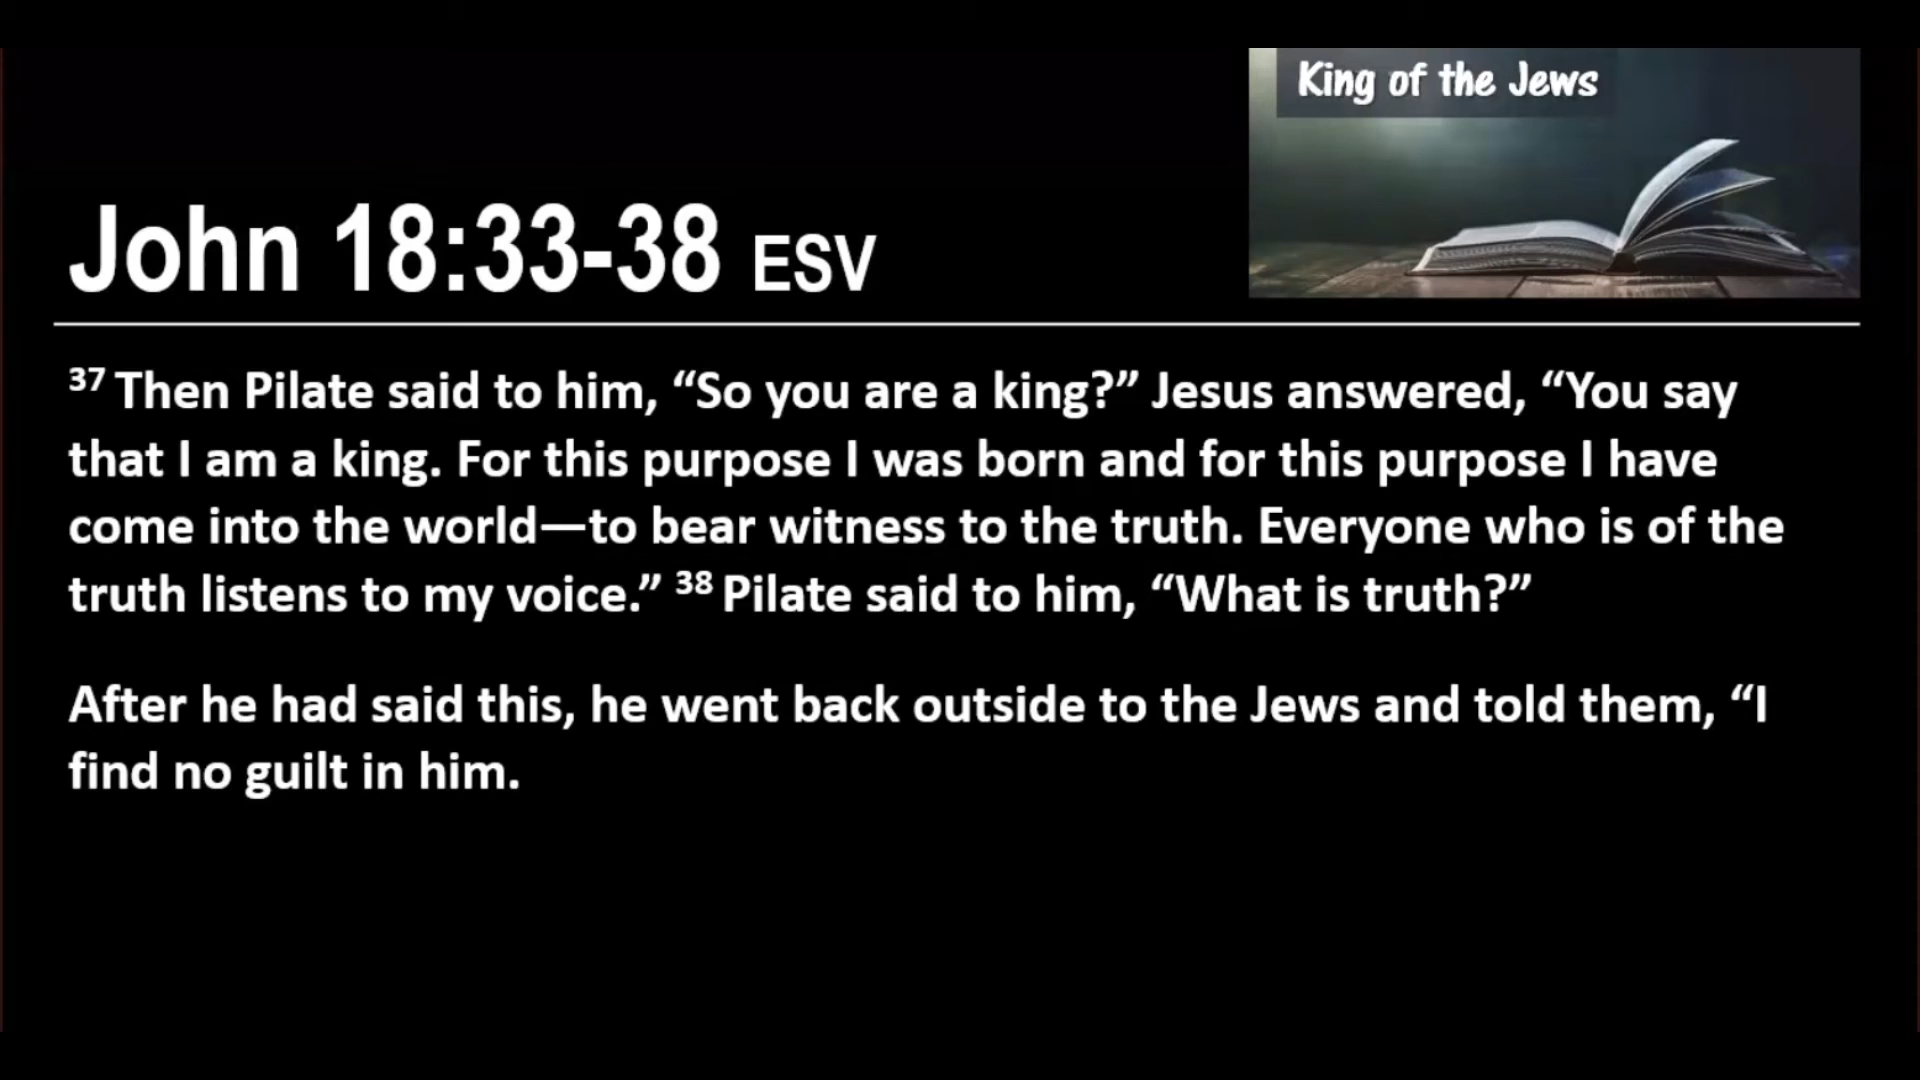 King of the Jews
John 18:33-38 ESV
37 Then Pilate said to him, “So you are a king?” Jesus answered, “You say
that I am a king. For this purpose I was born and for this purpose I have
come into the world—to bear witness to the truth. Everyone who is of the
truth listens to my voice.” 38 Pilate said to him, “What is truth?”
After he had said this, he went back outside to the Jews and told them, “I
find no guilt in him.